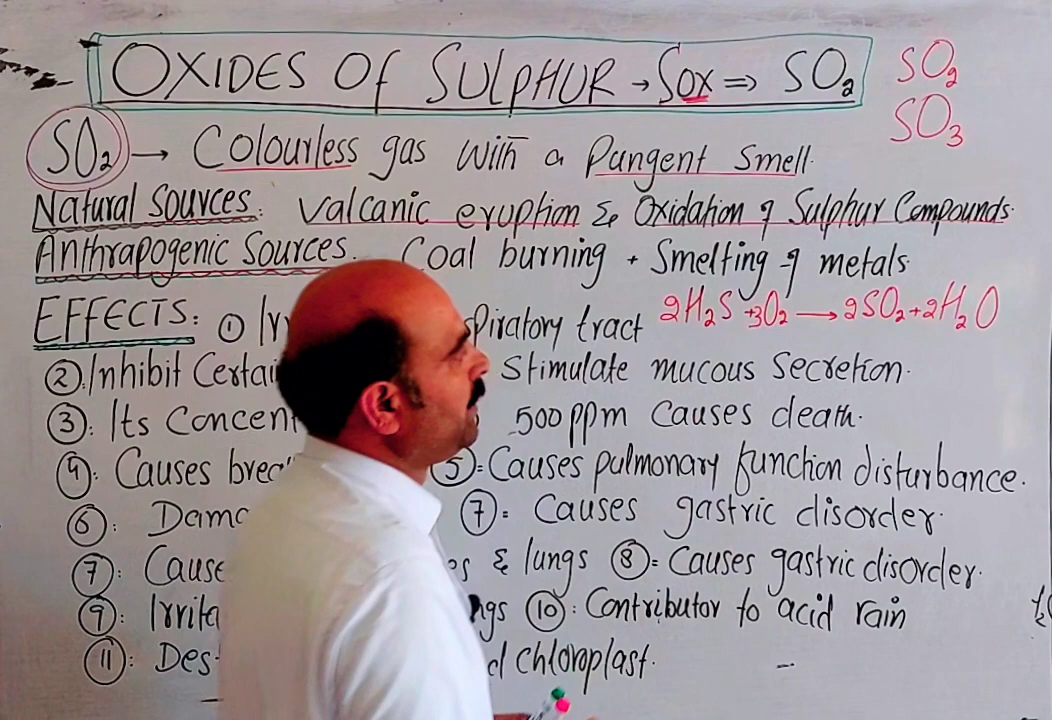 OXIDES Of SULPHUR → SOX ⇒ SO₂
SO₂
SO₃
SO₂ → Colourless gas with a Pungent Smell.
Natural Sources: Valcanic eruption & Oxidation of Sulphur Compounds.
Anthrapogenic Sources. Coal burning + Smelting of metals
EFFECTS: ① Ir piratory tract 2H₂S +3O₂ → 2SO₂+2H₂O
②. Inhibit Certai Stimulate mucous Secretion.
③: Its Concent 500 ppm Causes death.
④: Causes brea ⑤: Causes pulmonary function disturbance.
⑥: Dama ⑦: Causes gastric disorder.
⑦: Cause & lungs ⑧: Causes gastric disorder.
⑨: Irrita ngs ⑩: Contributor to acid rain
⑪: Des d chloroplast.